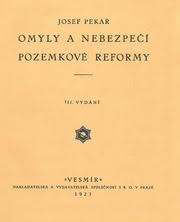 JOSEF PEKAŘ
OMYLY A NEBEZPEČÍ
POZEMKOVÉ REFORMY
III. VYDÁNÍ
„VESMÍR"
NAKLADATELSKÁ A VYDAVATELSKÁ SPOLEČNOST S R. O. V PRAZE
1923